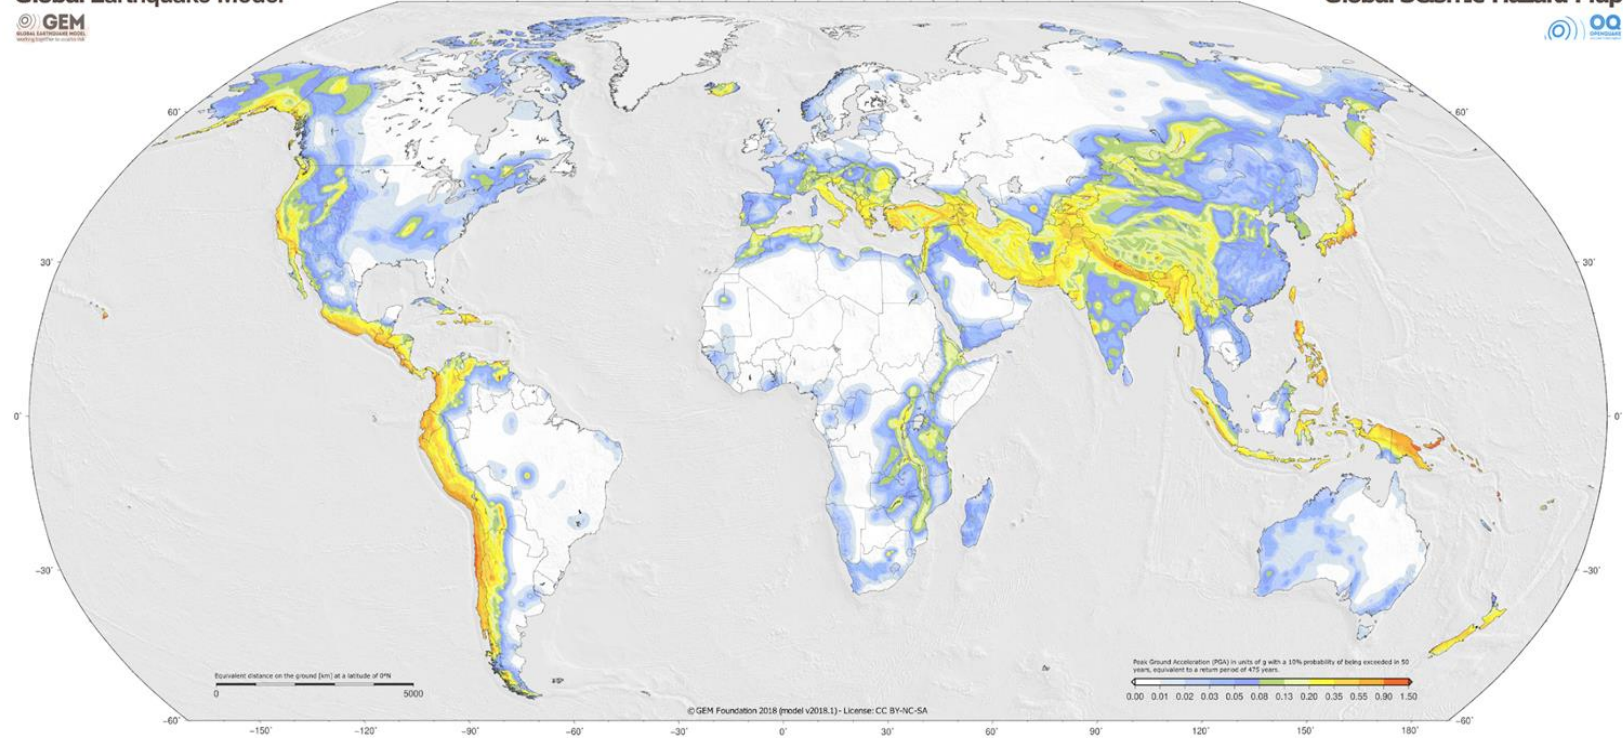 Global Earthquake Model
Global Seismic Hazard Map
GEM
GLOBAL EARTHQUAKE MODEL
working together to assess risk
OQ
OPENQUAKE
60°
60°
30°
30°
0°
0°
−30°
−30°
Equivalent distance on the ground [km] at a latitude of 0°N
0 5000
Peak Ground Acceleration (PGA) in units of g with a 10% probability of being exceeded in 50
years, equivalent to a return period of 475 years.
0.00 0.01 0.02 0.03 0.05 0.08 0.13 0.20 0.35 0.55 0.90 1.50
© GEM Foundation 2018 (model v2018.1) - License: CC BY-NC-SA
−60°
−60°
−150° −120° −90° −60° −30° 0° 30° 60° 90° 120° 150° 180°